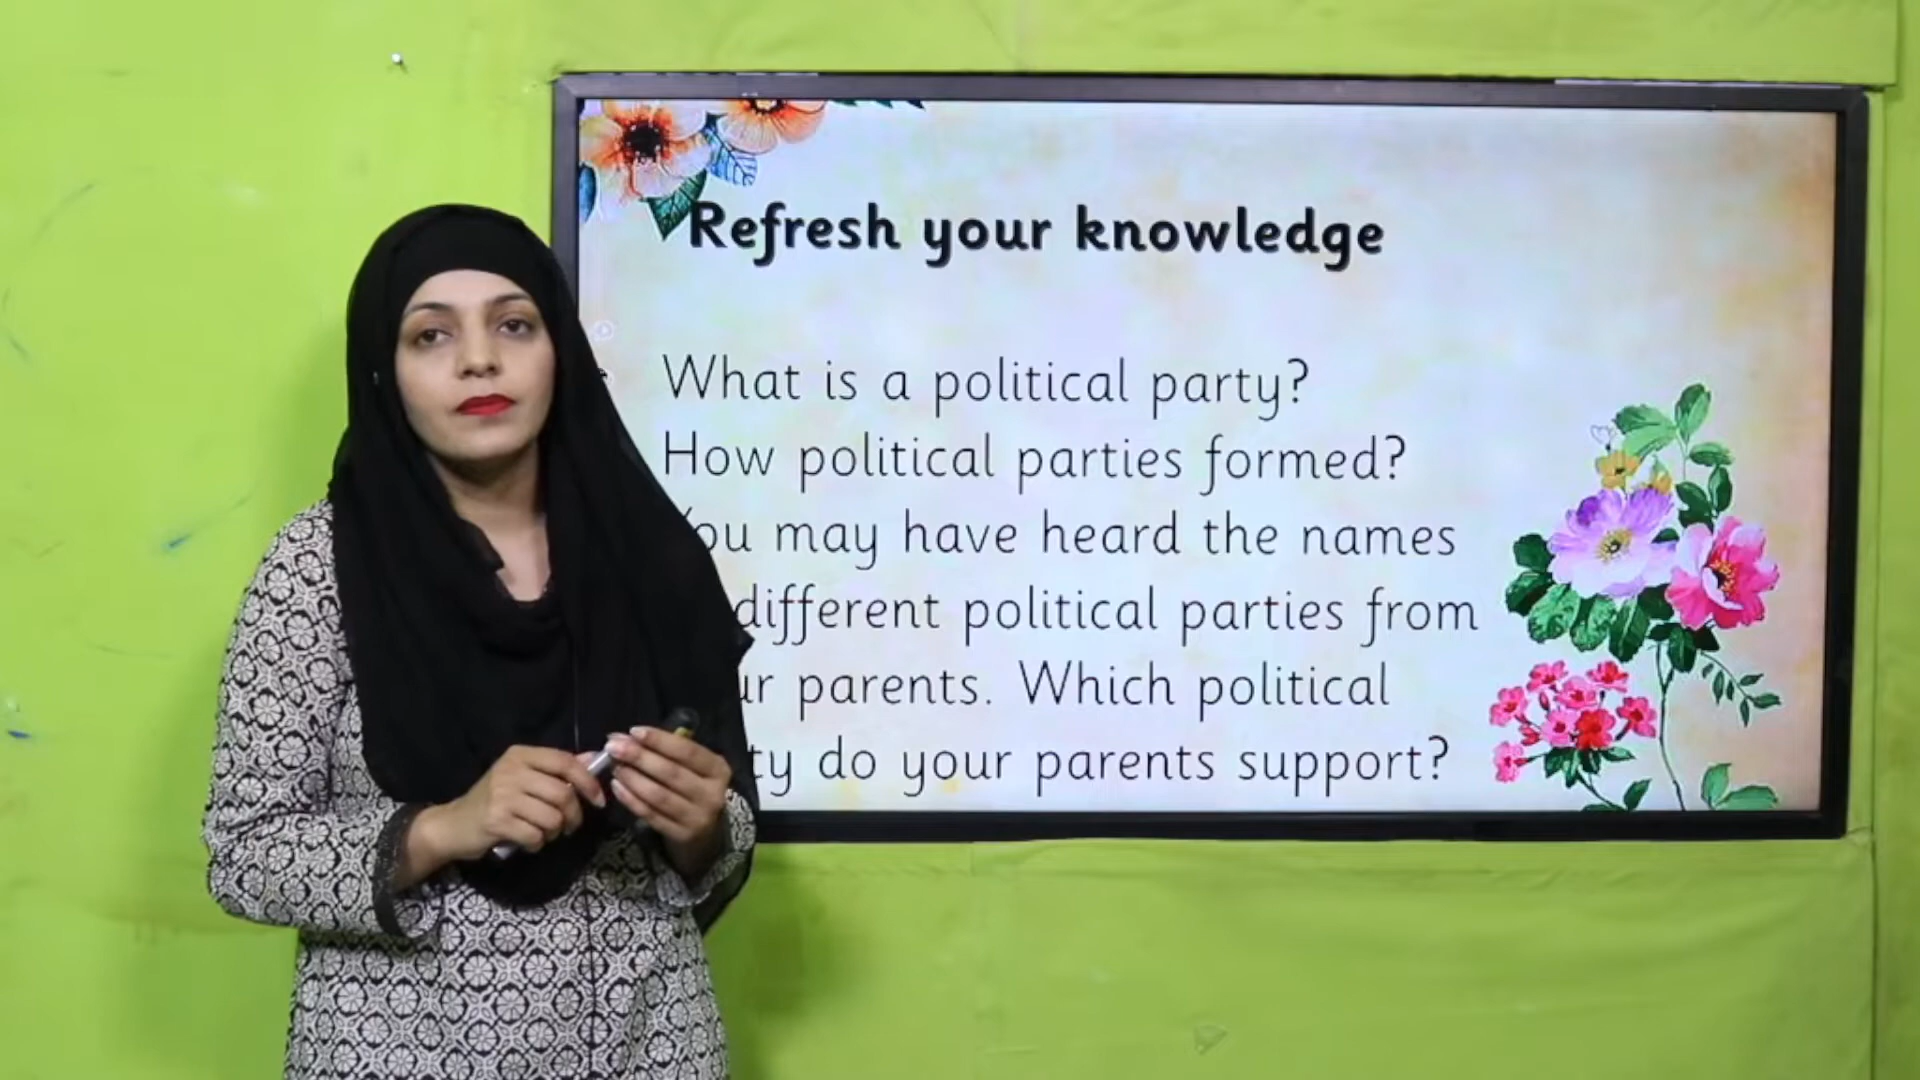 Refresh your knowledge
What is a political party?
How political parties formed?
You may have heard the names
different political parties from
parents. Which political
do your parents support?